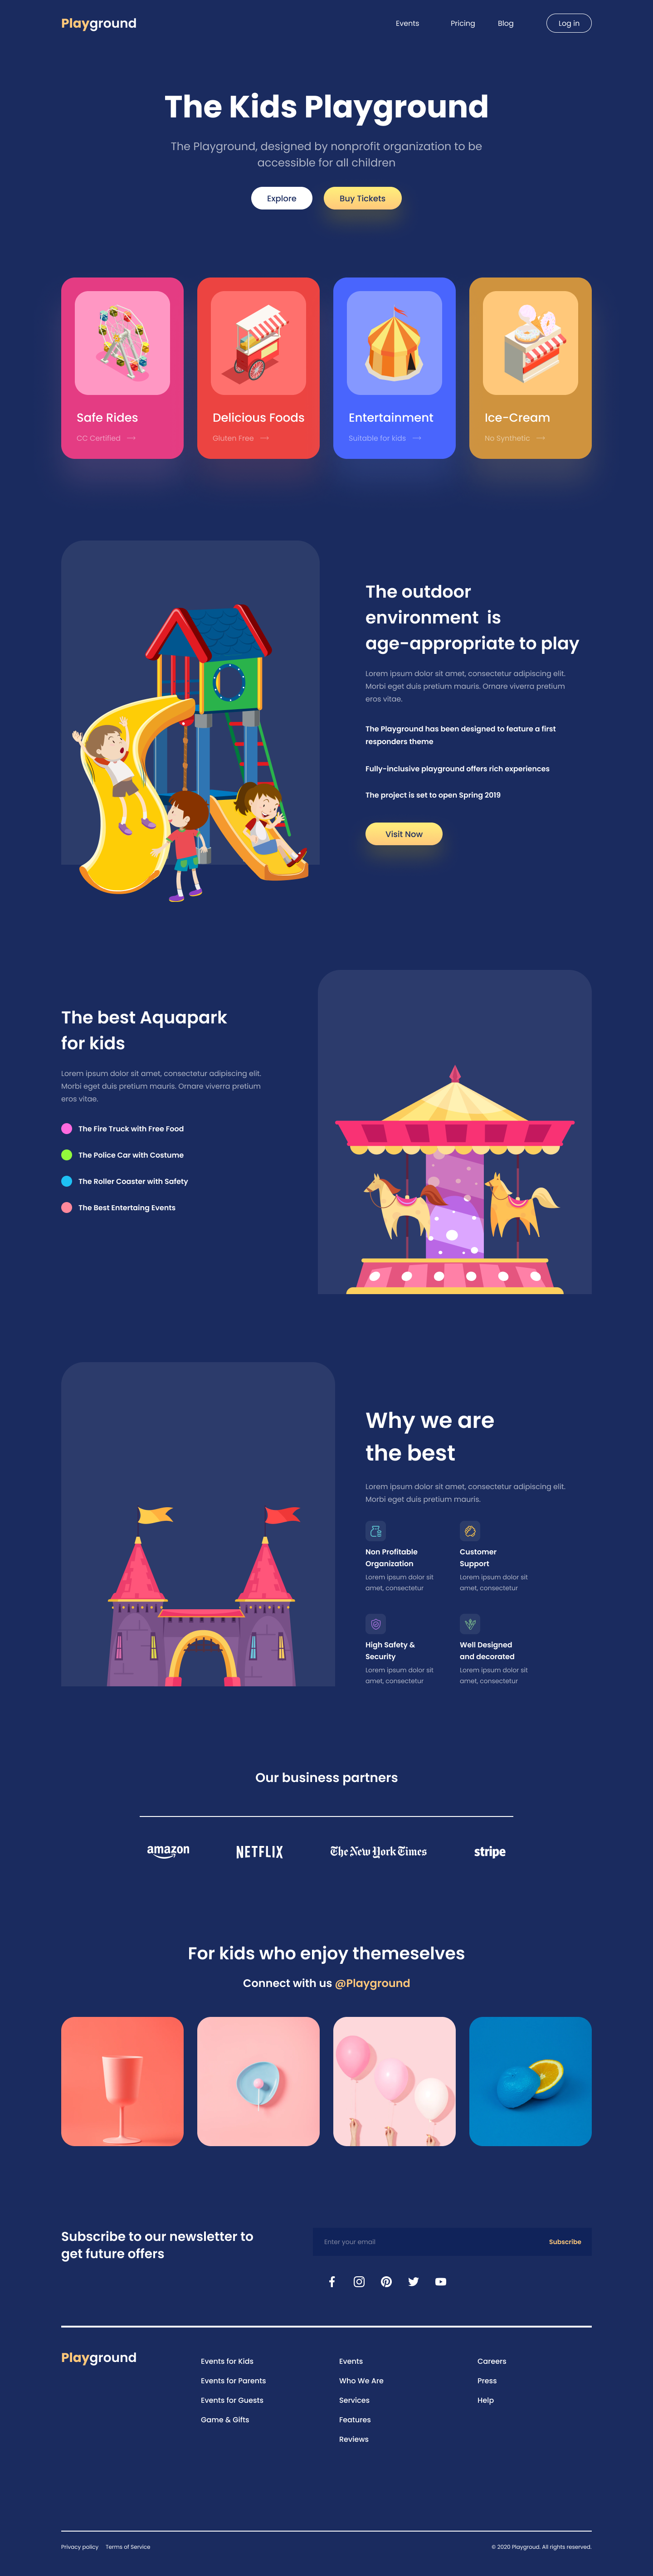 Playground
Events
Pricing
Blog
Log in
The Kids Playground
The Playground, designed by nonprofit organization to be
accessible for all children
Explore
Buy Tickets
Safe Rides
CC Certified
Delicious Foods
Gluten Free
Entertainment
Suitable for kids
Ice-Cream
No Synthetic
The outdoor
environment is
age-appropriate to play
Lorem ipsum dolor sit amet, consectetur adipiscing elit.
Morbi eget duis pretium mauris. Ornare viverra pretium
eros vitae.
The Playground has been designed to feature a first
responders theme
Fully-inclusive playground offers rich experiences
The project is set to open Spring 2019
Visit Now
The best Aquapark
for kids
Lorem ipsum dolor sit amet, consectetur adipiscing elit.
Morbi eget duis pretium mauris. Ornare viverra pretium
eros vitae.
The Fire Truck with Free Food
The Police Car with Costume
The Roller Coaster with Safety
The Best Entertaing Events
Why we are
the best
Lorem ipsum dolor sit amet, consectetur adipiscing elit.
Morbi eget duis pretium mauris.
Non Profitable
Organization
Lorem ipsum dolor sit
amet, consectetur
Customer
Support
Lorem ipsum dolor sit
amet, consectetur
High Safety &
Security
Lorem ipsum dolor sit
amet, consectetur
Well Designed
and decorated
Lorem ipsum dolor sit
amet, consectetur
Our business partners
amazon
NETFLIX
The New York Times
stripe
For kids who enjoy themeselves
Connect with us @Playground
Subscribe to our newsletter to
get future offers
Enter your email
Subscribe
Playground
Events for Kids
Events for Parents
Events for Guests
Game & Gifts
Events
Who We Are
Services
Features
Reviews
Careers
Press
Help
Privacy policy
Terms of Service
© 2020 Playgroud. All rights reserved.